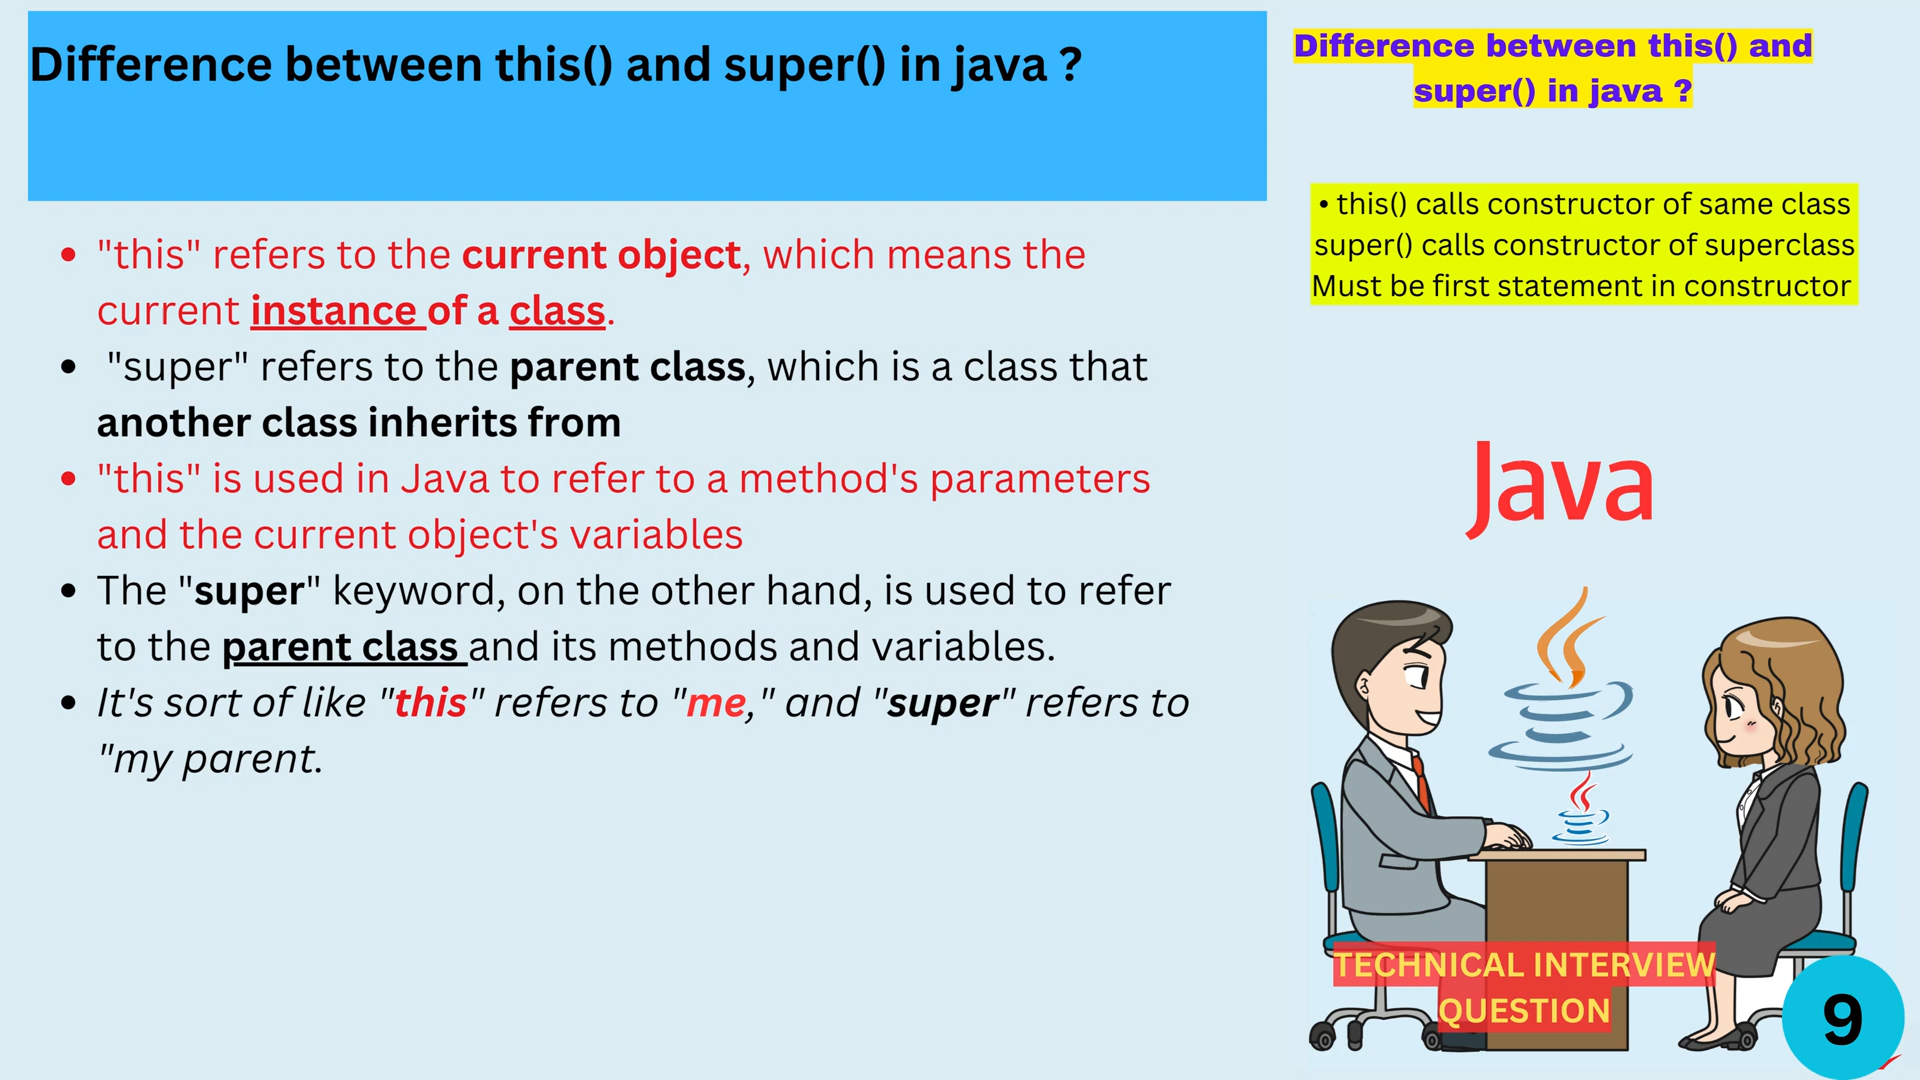 Difference between this() and super() in java ?
• "this" refers to the current object, which means the
current instance of a class.
• "super" refers to the parent class, which is a class that
another class inherits from
• "this" is used in Java to refer to a method's parameters
and the current object's variables
• The "super" keyword, on the other hand, is used to refer
to the parent class and its methods and variables.
• It's sort of like "this" refers to "me," and "super" refers to
"my parent.
Difference between this() and
super() in java ?
• this() calls constructor of same class
super() calls constructor of superclass
Must be first statement in constructor
Java
TECHNICAL INTERVIEW
QUESTION
9